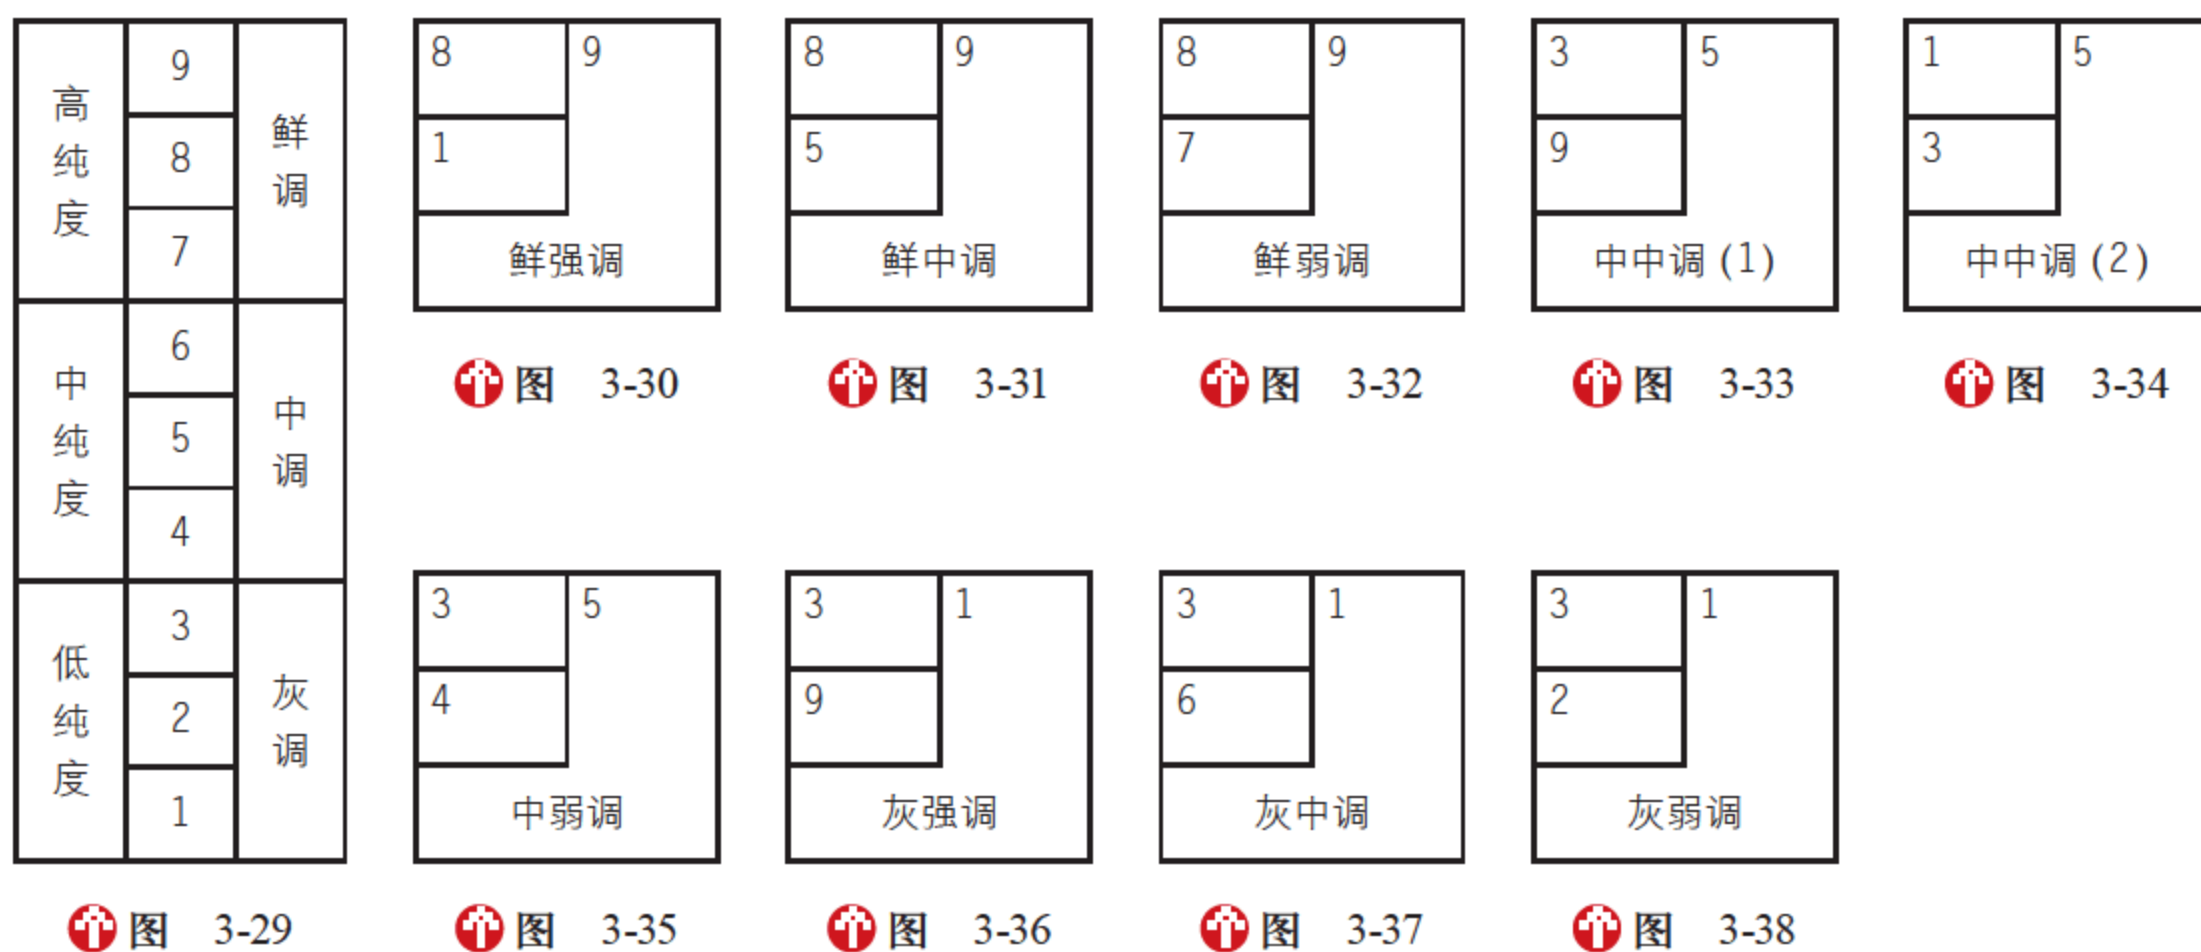 高纯度
9
8
7
鲜调
中纯度
6
5
4
中调
低纯度
3
2
1
灰调
图 3-29
8 9
1
鲜强调
图 3-30
8 9
5
鲜中调
图 3-31
8 9
7
鲜弱调
图 3-32
3 5
9
中中调 (1)
图 3-33
1 5
3
中中调 (2)
图 3-34
3 5
4
中弱调
图 3-35
3 1
9
灰强调
图 3-36
3 1
6
灰中调
图 3-37
3 1
2
灰弱调
图 3-38